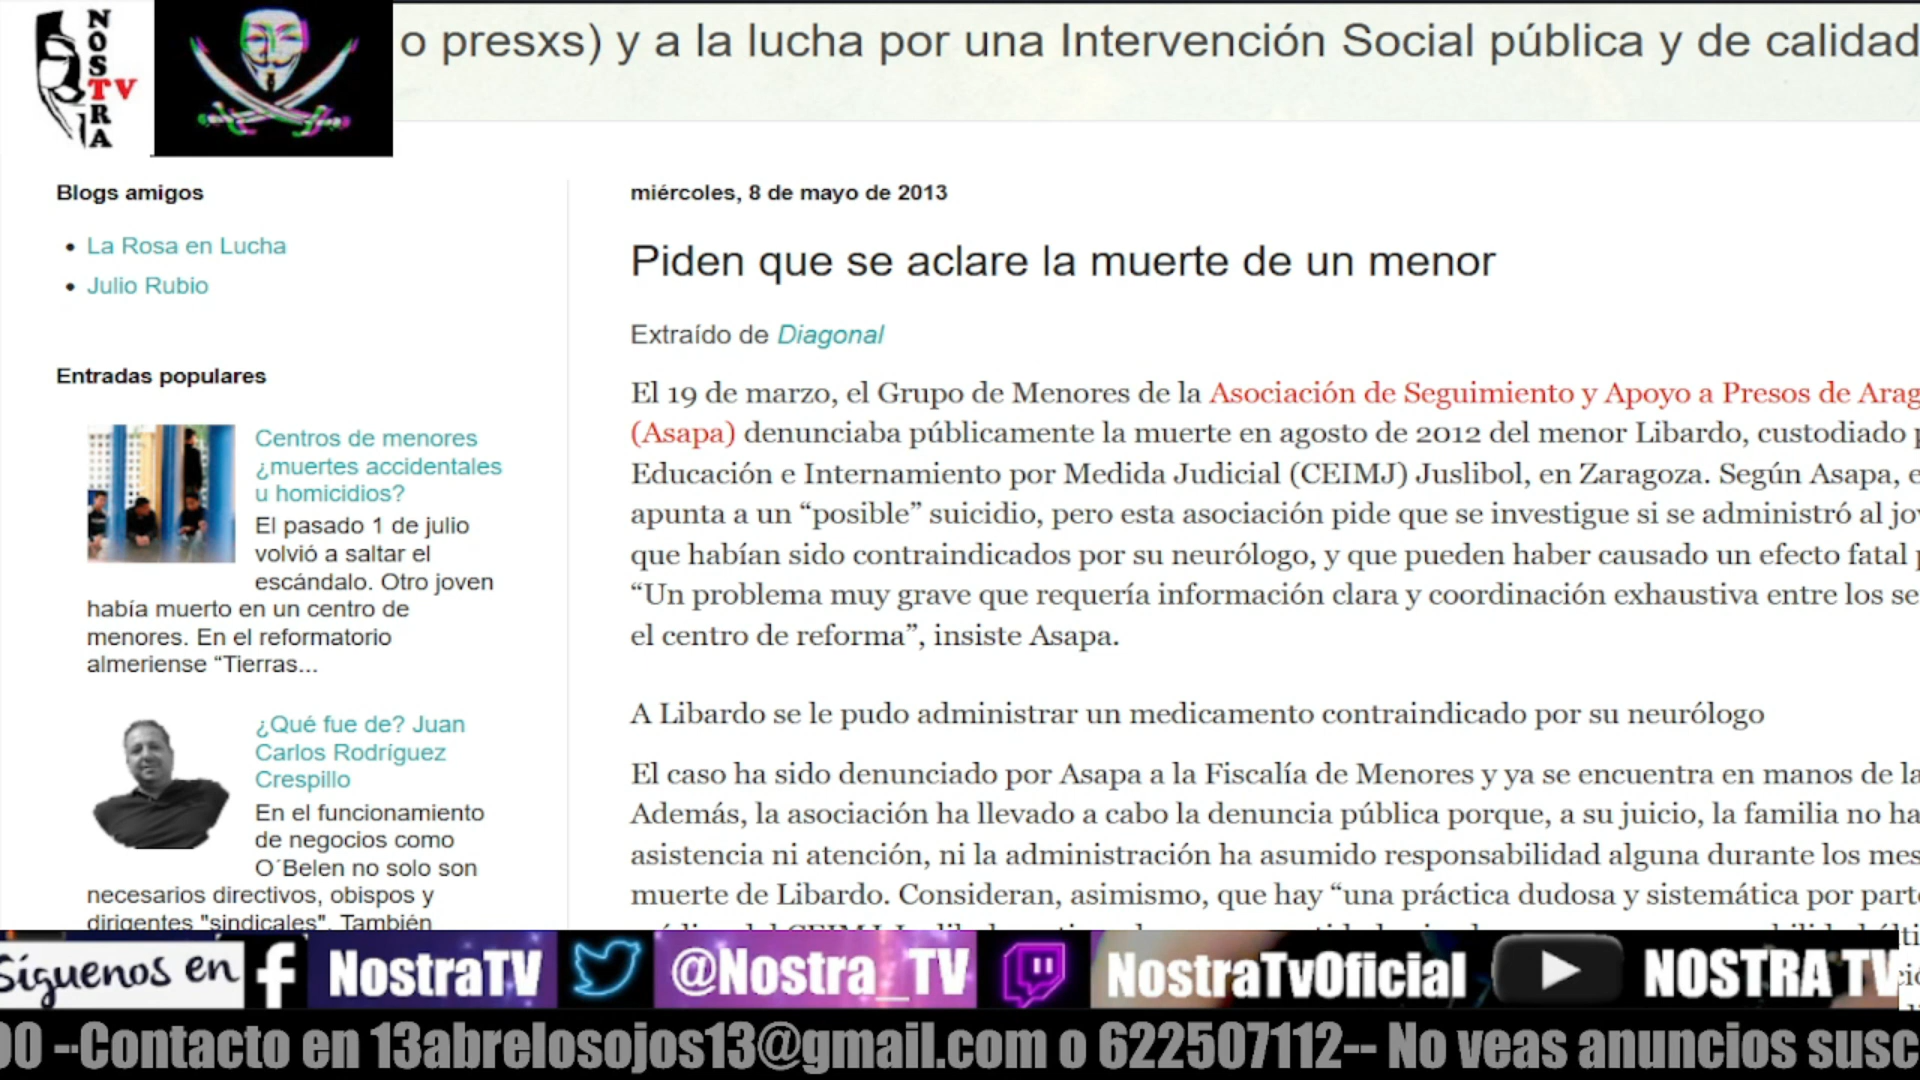 NOSTRA
TV
o presxs) y a la lucha por una Intervención Social pública y de calidad
Blogs amigos
La Rosa en Lucha
Julio Rubio
Entradas populares
Centros de menores
¿muertes accidentales
u homicidios?
El pasado 1 de julio
volvió a saltar el
escándalo. Otro joven
había muerto en un centro de
menores. En el reformatorio
almeriense “Tierras...
¿Qué fue de? Juan
Carlos Rodríguez
Crespillo
En el funcionamiento
de negocios como
O´Belen no solo son
necesarios directivos, obispos y
dirigentes "sindicales". También
miércoles, 8 de mayo de 2013
Piden que se aclare la muerte de un menor
Extraído de Diagonal
El 19 de marzo, el Grupo de Menores de la Asociación de Seguimiento y Apoyo a Presos de Arag
(Asapa) denunciaba públicamente la muerte en agosto de 2012 del menor Libardo, custodiado p
Educación e Internamiento por Medida Judicial (CEIMJ) Juslibol, en Zaragoza. Según Asapa, e
apunta a un “posible” suicidio, pero esta asociación pide que se investigue si se administró al jov
que habían sido contraindicados por su neurólogo, y que pueden haber causado un efecto fatal p
“Un problema muy grave que requería información clara y coordinación exhaustiva entre los se
el centro de reforma”, insiste Asapa.
A Libardo se le pudo administrar un medicamento contraindicado por su neurólogo
El caso ha sido denunciado por Asapa a la Fiscalía de Menores y ya se encuentra en manos de la
Además, la asociación ha llevado a cabo la denuncia pública porque, a su juicio, la familia no ha
asistencia ni atención, ni la administración ha asumido responsabilidad alguna durante los mes
muerte de Libardo. Consideran, asimismo, que hay “una práctica dudosa y sistemática por parte
Síguenos en NostraTV @Nostra_TV NostraTvOficial NOSTRA TV
00 --Contacto en 13abrelosojos13@gmail.com o 622507112-- No veas anuncios susc